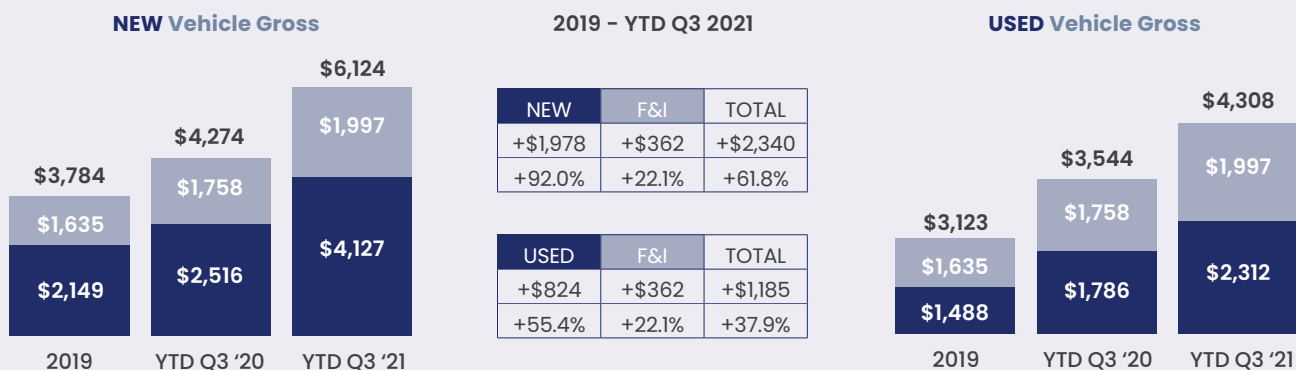 NEW Vehicle Gross
$3,784
$1,635
$2,149
2019
$4,274
$1,758
$2,516
YTD Q3 ‘20
$6,124
$1,997
$4,127
YTD Q3 ‘21
2019 – YTD Q3 2021
NEW F&I TOTAL
+$1,978 +$362 +$2,340
+92.0% +22.1% +61.8%
USED F&I TOTAL
+$824 +$362 +$1,185
+55.4% +22.1% +37.9%
USED Vehicle Gross
$3,123
$1,635
$1,488
2019
$3,544
$1,758
$1,786
YTD Q3 ‘20
$4,308
$1,997
$2,312
YTD Q3 ‘21